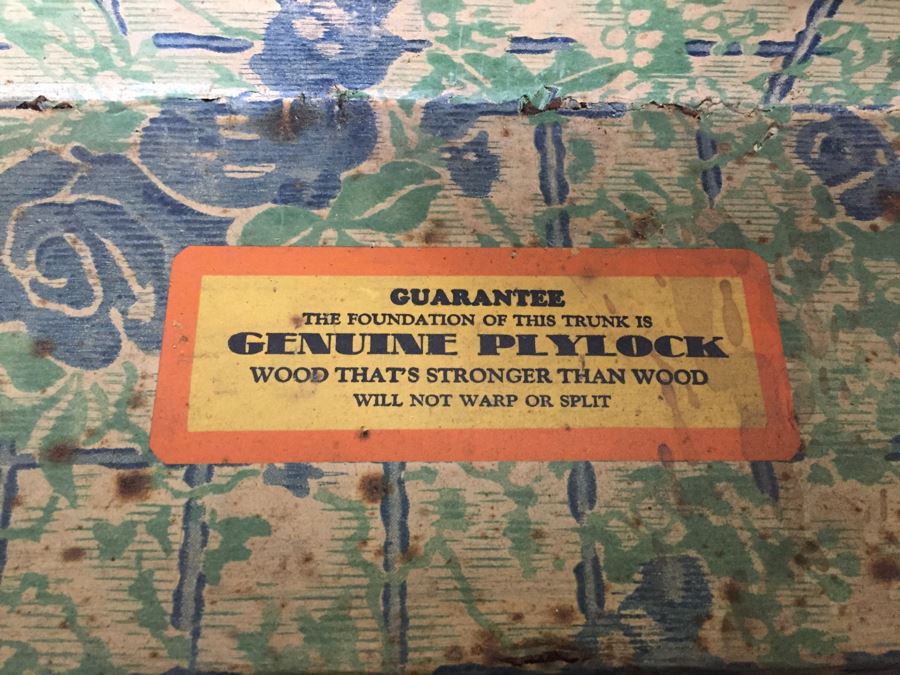 GUARANTEE
THE FOUNDATION OF THIS TRUNK IS
GENUINE PLYLOCK
WOOD THAT'S STRONGER THAN WOOD
WILL NOT WARP OR SPLIT